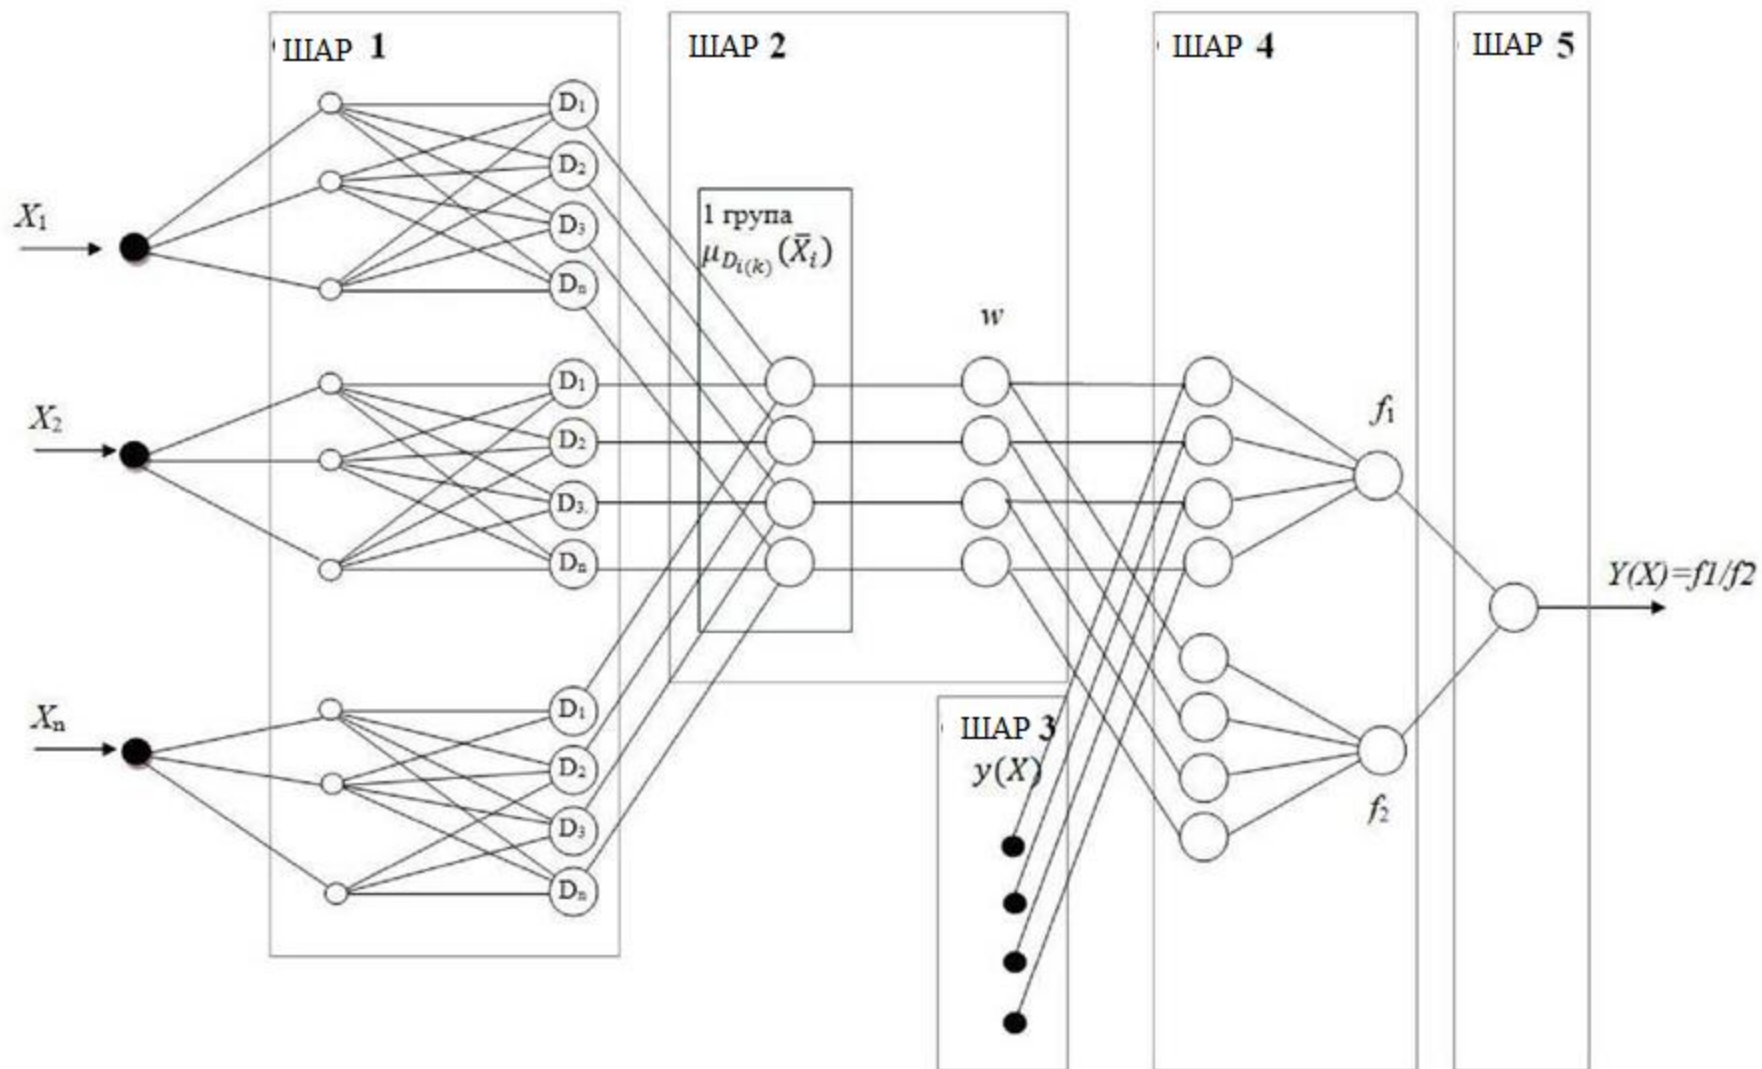 ШАР 1
ШАР 2
ШАР 4
ШАР 5
X₁
D₁
D₂
D₃
Dₙ
1 група
μ_{D_{i(k)}}(X̄ᵢ)
w
X₂
D₁
D₂
D₃.
Dₙ
f₁
Y(X)=f1/f2
Xₙ
D₁
D₂
D₃
Dₙ
ШАР 3
y(X)
f₂